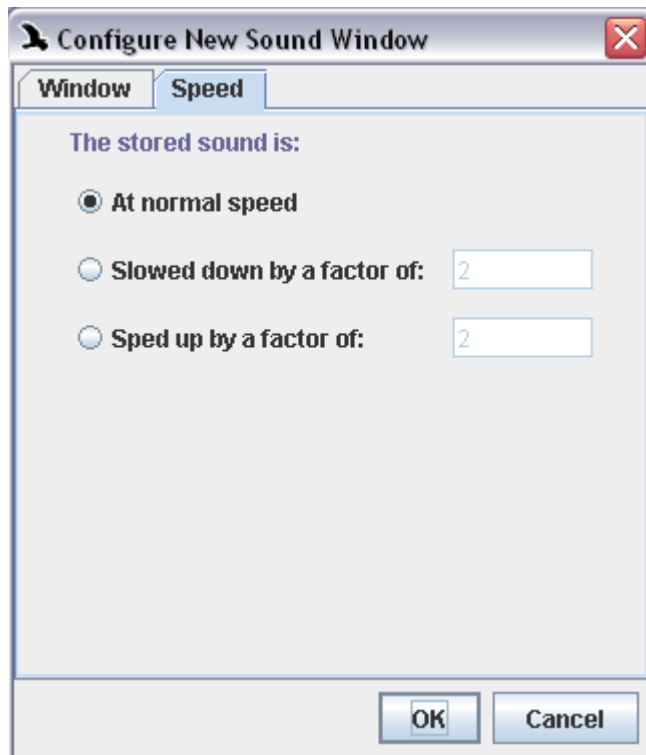 Configure New Sound Window
Window Speed
The stored sound is:
At normal speed
Slowed down by a factor of: 2
Sped up by a factor of: 2
OK Cancel